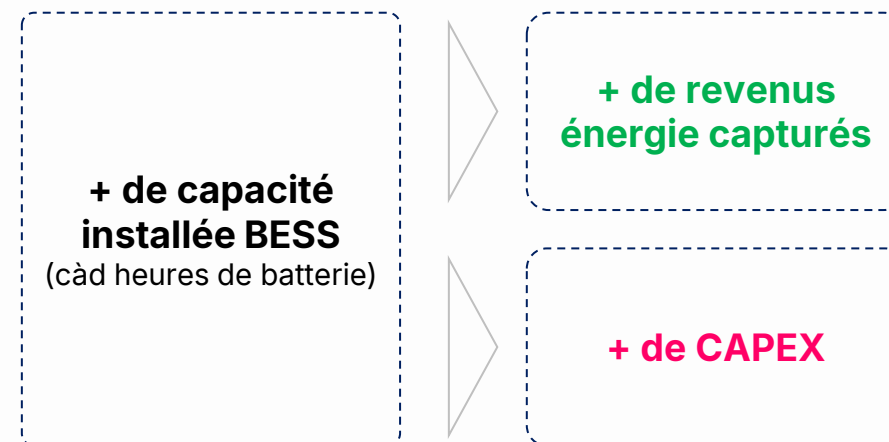 + de capacité
installée BESS
(càd heures de batterie)
+ de revenus
énergie capturés
+ de CAPEX